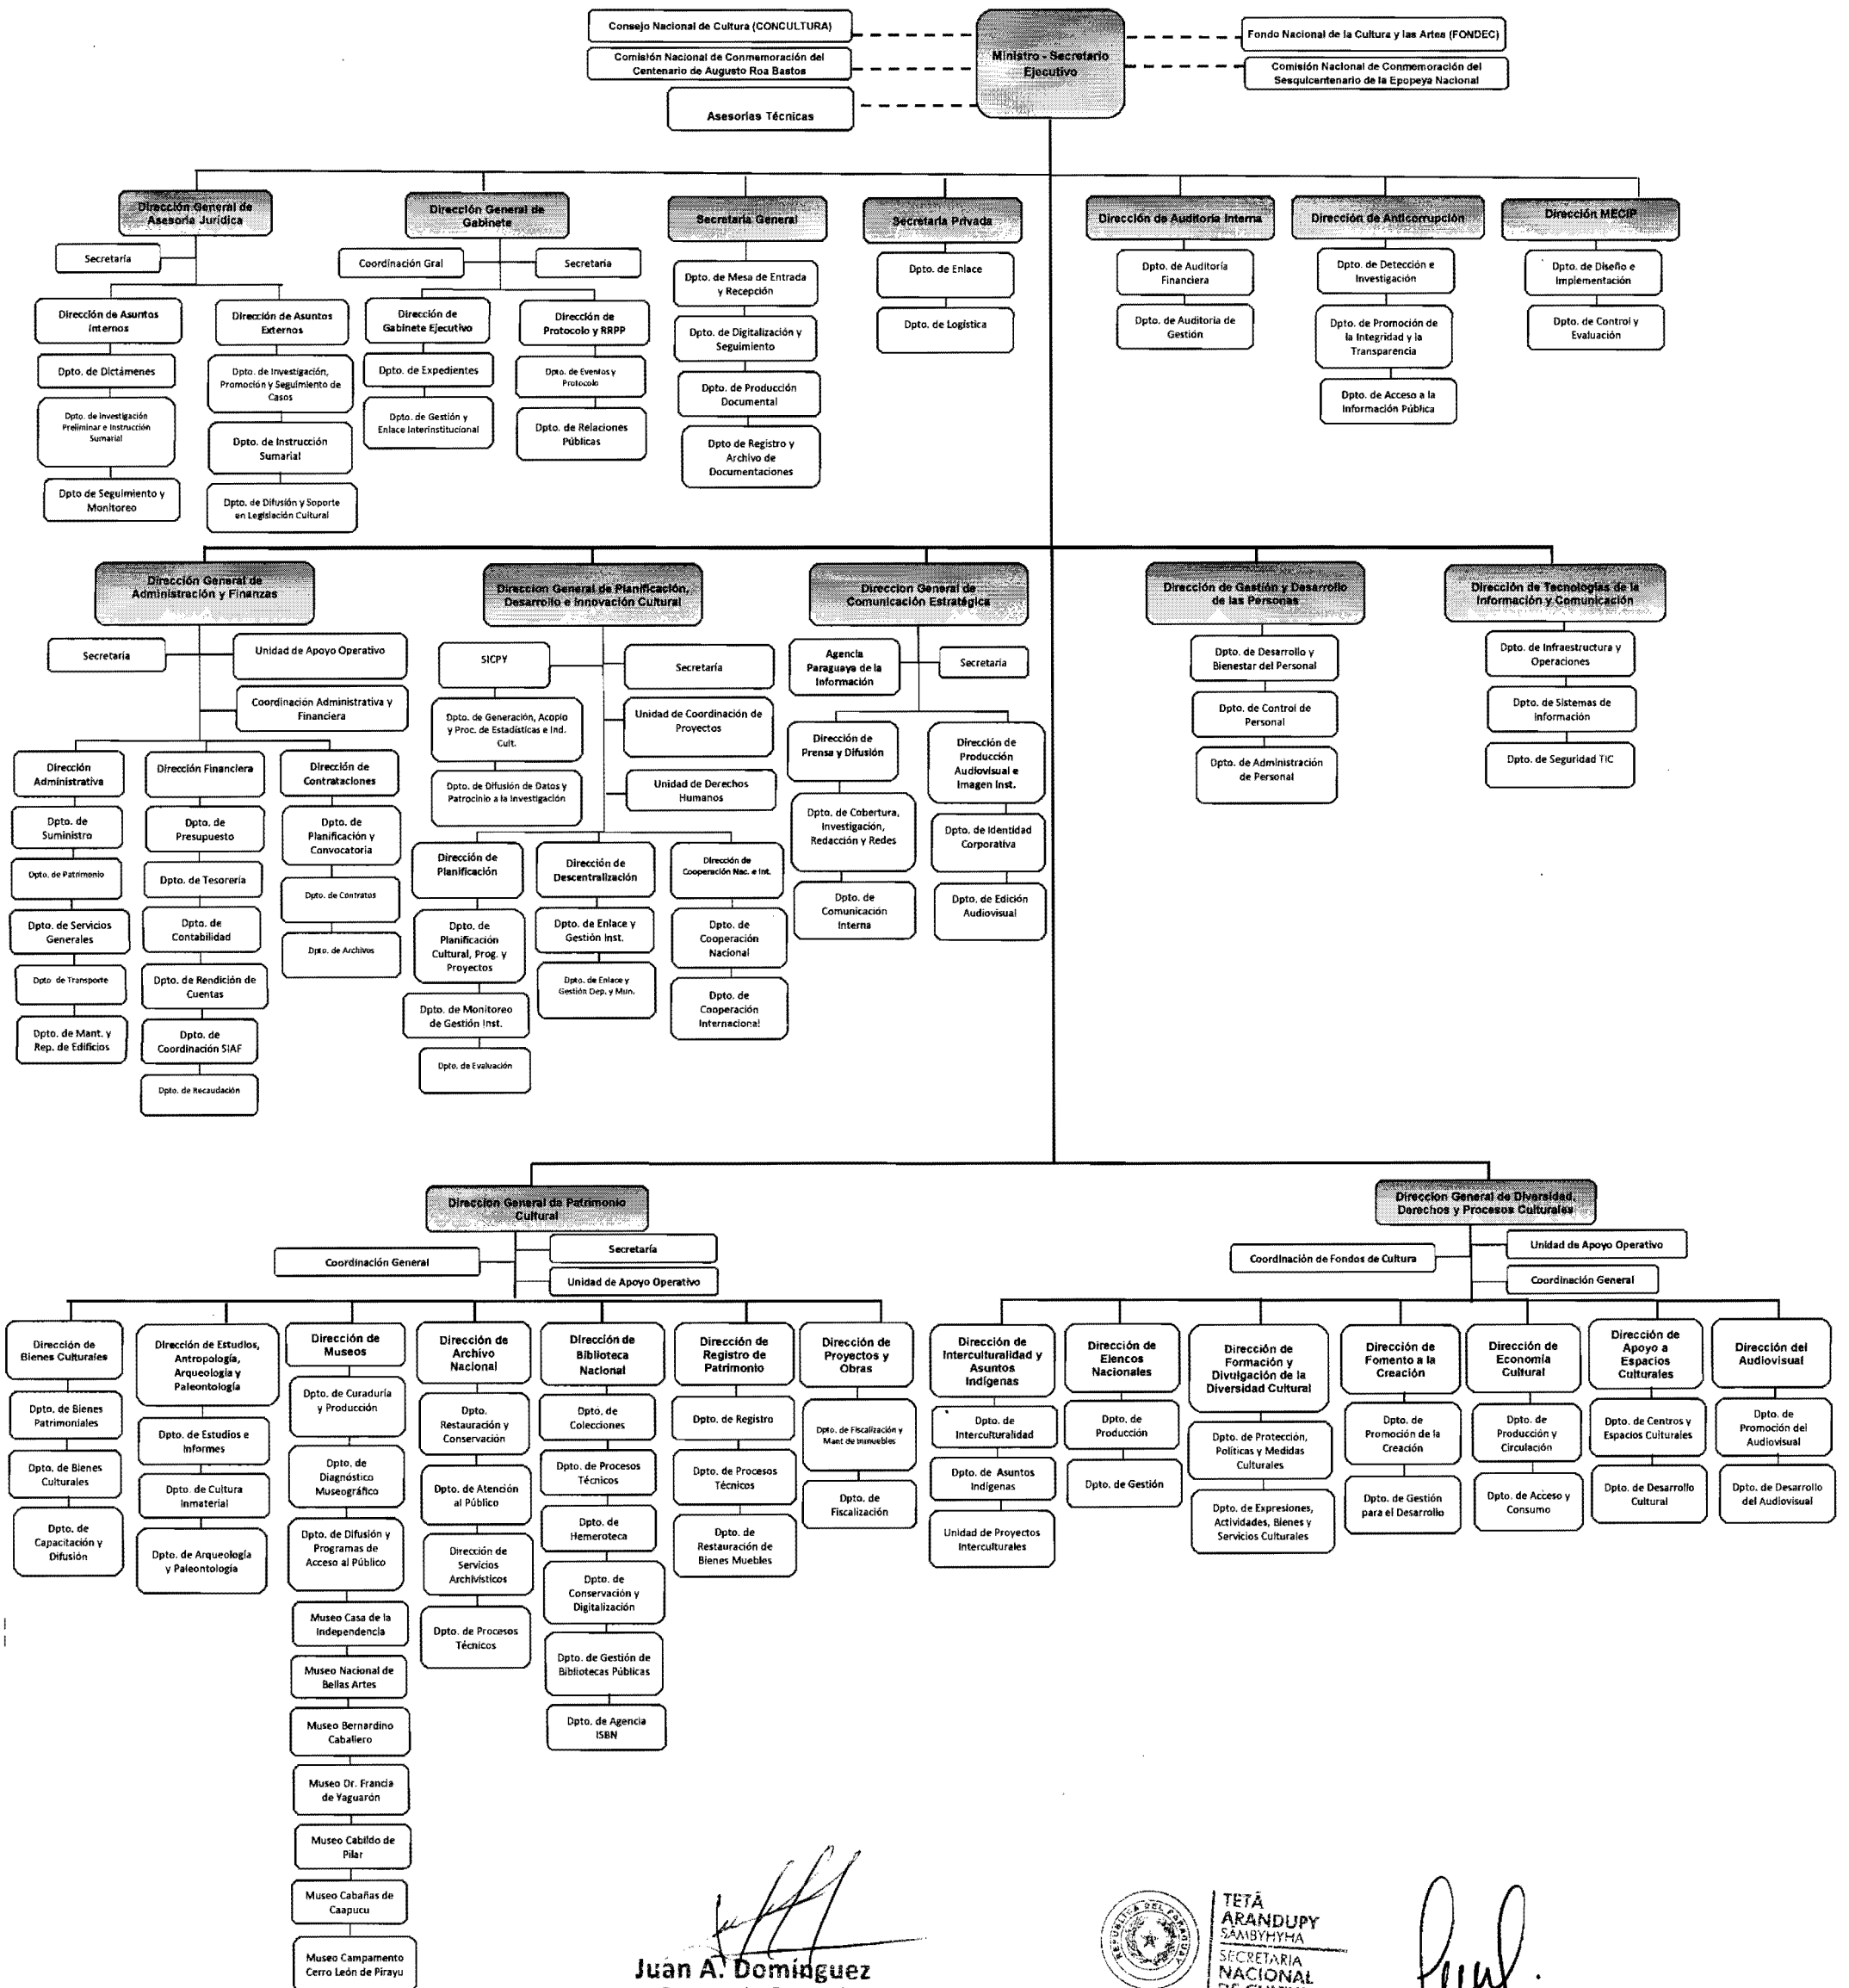 Consejo Nacional de Cultura (CONCULTURA)
Comisión Nacional de Conmemoración del
Centenario de Augusto Roa Bastos
Asesorías Técnicas
Ministro - Secretario
Ejecutivo
Fondo Nacional de la Cultura y las Artes (FONDEC)
Comisión Nacional de Conmemoración del
Sesquicentenario de la Epopeya Nacional
Dirección General de
Asesoría Jurídica
Secretaría
Dirección de Asuntos
Internos
Dpto. de Dictámenes
Dpto. de Investigación
Preliminar e Instrucción
Sumarial
Dpto de Seguimiento y
Monitoreo
Dirección de Asuntos
Externos
Dpto. de Investigación,
Promoción y Seguimiento de
Casos
Dpto. de Instrucción
Sumarial
Dpto. de Difusión y Soporte
en Legislación Cultural
Dirección General de
Gabinete
Coordinación Gral
Secretaria
Dirección de
Gabinete Ejecutivo
Dpto. de Expedientes
Dpto. de Gestión y
Enlace Interinstitucional
Dirección de
Protocolo y RRPP
Dpto. de Eventos y
Protocolo
Dpto. de Relaciones
Públicas
Secretaría General
Dpto. de Mesa de Entrada
y Recepción
Dpto. de Digitalización y
Seguimiento
Dpto. de Producción
Documental
Dpto de Registro y
Archivo de
Documentaciones
Secretaria Privada
Dpto. de Enlace
Dpto. de Logística
Dirección de Auditoría Interna
Dpto. de Auditoría
Financiera
Dpto. de Auditoría de
Gestión
Dirección de Anticorrupción
Dpto. de Detección e
Investigación
Dpto. de Promoción de
la Integridad y la
Transparencia
Dpto. de Acceso a la
Información Pública
Dirección MECIP
Dpto. de Diseño e
Implementación
Dpto. de Control y
Evaluación
Dirección General de
Administración y Finanzas
Secretaría
Unidad de Apoyo Operativo
Coordinación Administrativa y
Financiera
Dirección
Administrativa
Dpto. de
Suministro
Dpto. de Patrimonio
Dpto. de Servicios
Generales
Dpto de Transporte
Dpto. de Mant. y
Rep. de Edificios
Dirección Financiera
Dpto. de
Presupuesto
Dpto. de Tesorería
Dpto. de
Contabilidad
Dpto. de Rendición de
Cuentas
Dpto. de
Coordinación SIAF
Dpto. de Recaudación
Dirección de
Contrataciones
Dpto. de
Planificación y
Convocatoria
Dpto. de Contratos
Dpto. de Archivos
Direccion General de Planificación,
Desarrollo e Innovación Cultural
SICPY
Secretaría
Dpto. de Generación, Acopio
y Proc. de Estadísticas e Ind.
Cult.
Unidad de Coordinación de
Proyectos
Dpto. de Difusión de Datos y
Patrocinio a la Investigación
Unidad de Derechos
Humanos
Dirección de
Planificación
Dpto. de
Planificación
Cultural, Prog. y
Proyectos
Dpto. de Monitoreo
de Gestión Inst.
Dpto. de Evaluación
Dirección de
Descentralización
Dpto. de Enlace y
Gestión Inst.
Dpto. de Enlace y
Gestión Dep. y Mun.
Dirección de
Cooperación Nac. e Int.
Dpto. de
Cooperación
Nacional
Dpto. de
Cooperación
Internacional
Direccion General de
Comunicación Estratégica
Agencia
Paraguaya de la
Información
Secretaria
Dirección de
Prensa y Difusión
Dpto. de Cobertura,
Investigación,
Redacción y Redes
Dpto. de
Comunicación
Interna
Dirección de
Producción
Audiovisual e
Imagen Inst.
Dpto. de Identidad
Corporativa
Dpto. de Edición
Audiovisual
Dirección de Gestión y Desarrollo
de las Personas
Dpto. de Desarrollo y
Bienestar del Personal
Dpto. de Control de
Personal
Dpto. de Administración
de Personal
Dirección de Tecnologías de la
Información y Comunicación
Dpto. de Infraestructura y
Operaciones
Dpto. de Sistemas de
Información
Dpto. de Seguridad TIC
Direccion General de Patrimonio
Cultural
Coordinación General
Secretaría
Unidad de Apoyo Operativo
Dirección de
Bienes Culturales
Dpto. de Bienes
Patrimoniales
Dpto. de Bienes
Culturales
Dpto. de
Capacitación y
Difusión
Dirección de Estudios,
Antropología,
Arqueología y
Paleontología
Dpto. de Estudios e
Informes
Dpto. de Cultura
Inmaterial
Dpto. de Arqueología
y Paleontología
Dirección de
Museos
Dpto. de Curaduría
y Producción
Dpto. de
Diagnóstico
Museográfico
Dpto. de Difusión y
Programas de
Acceso al Público
Museo Casa de la
Independencia
Museo Nacional de
Bellas Artes
Museo Bernardino
Caballero
Museo Dr. Francia
de Yaguarón
Museo Cabildo de
Pilar
Museo Cabañas de
Caapucu
Museo Campamento
Cerro León de Pirayu
Dirección de
Archivo
Nacional
Dpto.
Restauración y
Conservación
Dpto. de Atención
al Público
Dirección de
Servicios
Archivísticos
Dpto. de Procesos
Técnicos
Dirección de
Biblioteca
Nacional
Dpto. de
Colecciones
Dpto. de Procesos
Técnicos
Dpto. de
Hemeroteca
Dpto. de
Conservación y
Digitalización
Dpto. de Gestión de
Bibliotecas Públicas
Dpto. de Agencia
ISBN
Dirección de
Registro de
Patrimonio
Dpto. de Registro
Dpto. de Procesos
Técnicos
Dpto. de
Restauración de
Bienes Muebles
Dirección de
Proyectos y
Obras
Dpto. de Fiscalización y
Mant de Inmuebles
Dpto. de
Fiscalización
Direccion General de Diversidad,
Derechos y Procesos Culturales
Coordinación de Fondos de Cultura
Unidad de Apoyo Operativo
Coordinación General
Dirección de
Interculturalidad y
Asuntos
Indígenas
Dpto. de
Interculturalidad
Dpto. de Asuntos
Indígenas
Unidad de Proyectos
Interculturales
Dirección de
Elencos
Nacionales
Dpto. de
Producción
Dpto. de Gestión
Dirección de
Formación y
Divulgación de la
Diversidad Cultural
Dpto. de Protección,
Políticas y Medidas
Culturales
Dpto. de Expresiones,
Actividades, Bienes y
Servicios Culturales
Dirección de
Fomento a la
Creación
Dpto. de
Promoción de la
Creación
Dpto. de Gestión
para el Desarrollo
Dirección de
Economía
Cultural
Dpto. de
Producción y
Circulación
Dpto. de Acceso y
Consumo
Dirección de
Apoyo a
Espacios
Culturales
Dpto. de Centros y
Espacios Culturales
Dpto. de Desarrollo
Cultural
Dirección del
Audiovisual
Dpto. de
Promoción del
Audiovisual
Dpto. de Desarrollo
del Audiovisual
Juan A. Domínguez
REPUBLICA DEL PARAGUAY
TETÃ
ARANDUPY
SÃMBYHYHA
SECRETARIA
NACIONAL